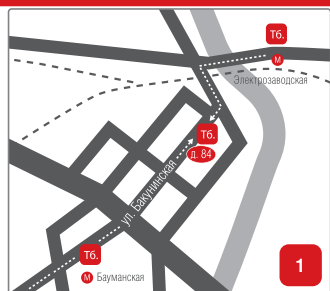 Тб.
М
Электрозаводская
Тб.
д. 84
ул. Бакунинская
Тб.
М Бауманская
1